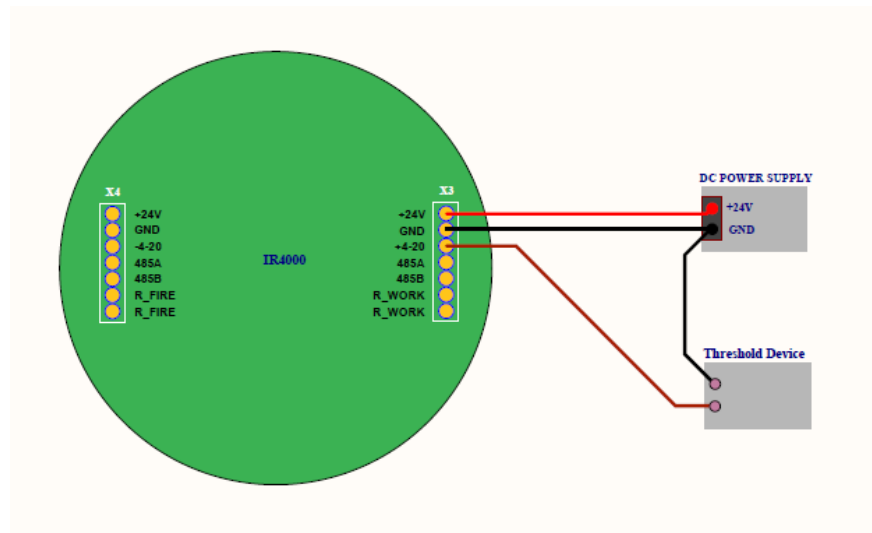 X4
+24V
GND
-4-20
485A
485B
R_FIRE
R_FIRE
IR4000
X3
+24V
GND
+4-20
485A
485B
R_WORK
R_WORK
DC POWER SUPPLY
+24V
GND
Threshold Device